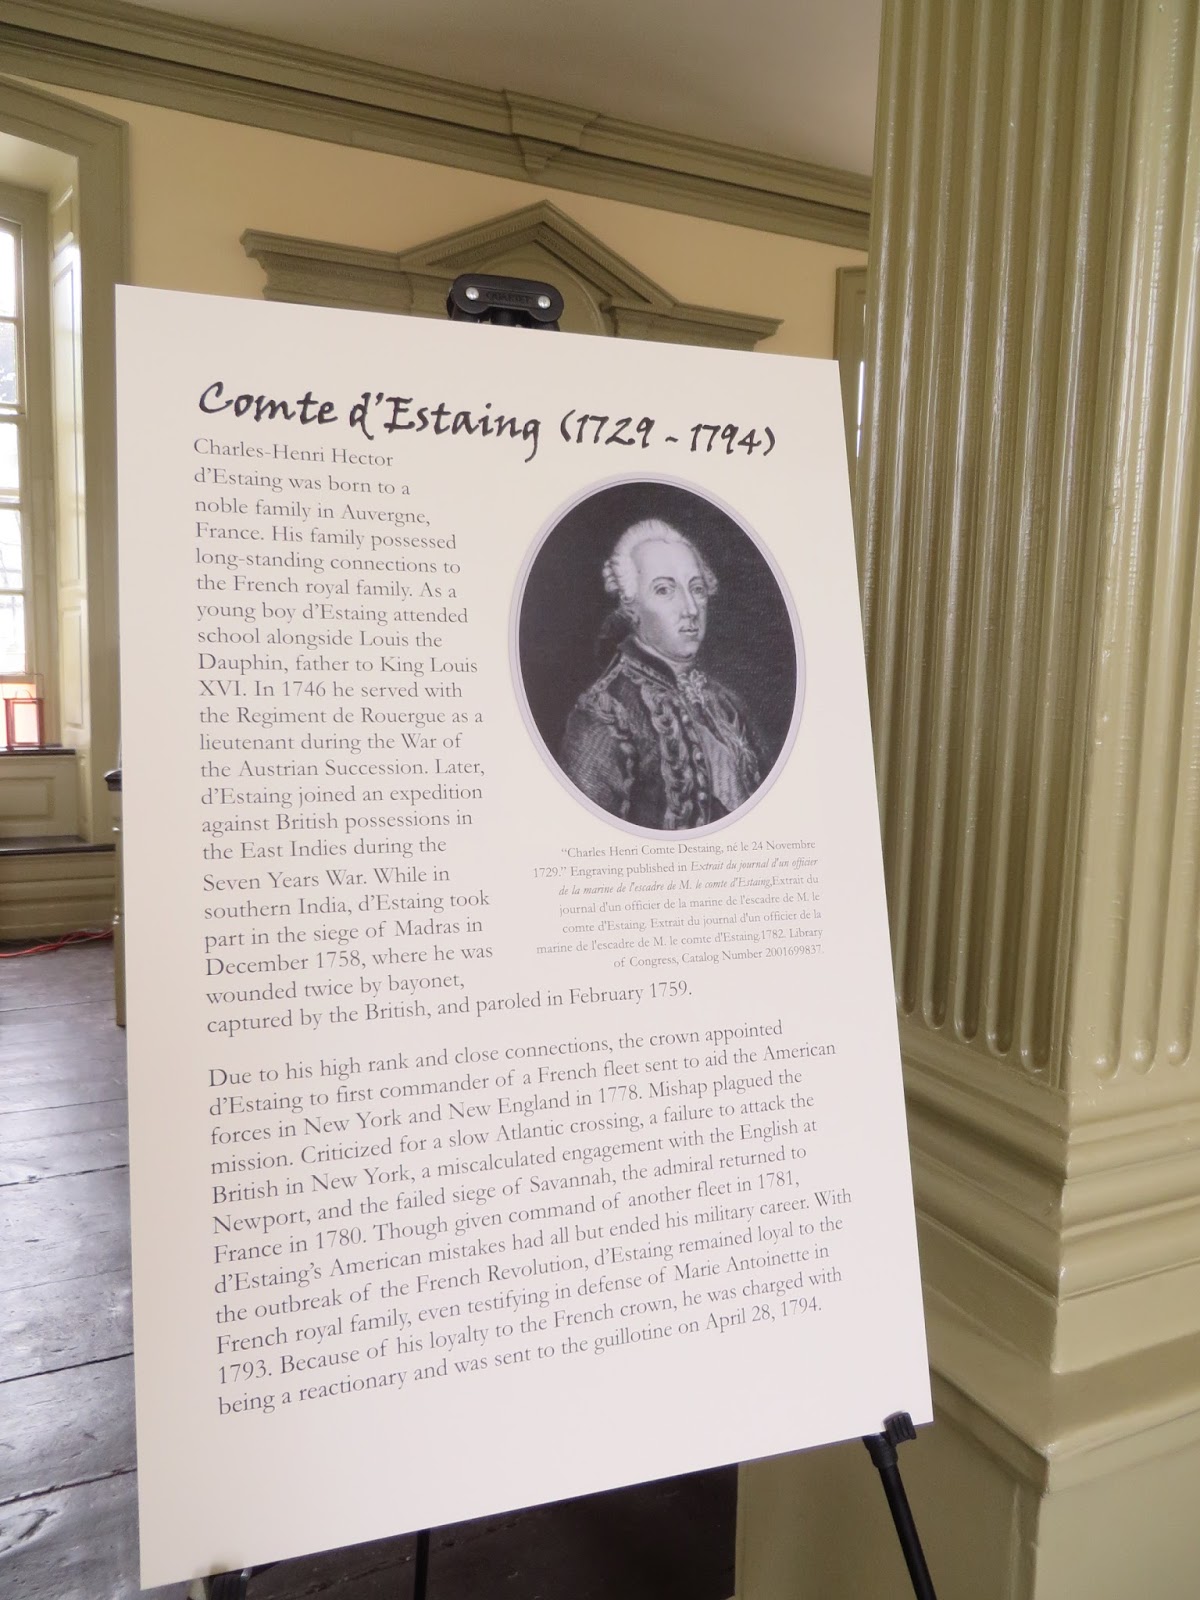 Comte d'Estaing (1729 - 1794)
Charles-Henri Hector
d'Estaing was born to a
noble family in Auvergne,
France. His family possessed
long-standing connections to
the French royal family. As a
young boy d'Estaing attended
school alongside Louis the
Dauphin, father to King Louis
XVI. In 1746 he served with
the Regiment de Rouergue as a
lieutenant during the War of
the Austrian Succession. Later,
d'Estaing joined an expedition
against British possessions in
the East Indies during the
Seven Years War. While in
southern India, d'Estaing took
part in the siege of Madras in
December 1758, where he was
wounded twice by bayonet,
captured by the British, and paroled in February 1759.
"Charles Henri Comte Destaing, né le 24 Novembre
1729." Engraving published in Extrait du journal d'un officier
de la marine de l'escadre de M. le comte d'Estaing,Extrait du
journal d'un officier de la marine de l'escadre de M. le
comte d'Estaing. Extrait du journal d'un officier de la
marine de l'escadre de M. le comte d'Estaing,1782. Library
of Congress, Catalog Number 2001699837.
Due to his high rank and close connections, the crown appointed
d'Estaing to first commander of a French fleet sent to aid the American
forces in New York and New England in 1778. Mishap plagued the
mission. Criticized for a slow Atlantic crossing, a failure to attack the
British in New York, a miscalculated engagement with the English at
Newport, and the failed siege of Savannah, the admiral returned to
France in 1780. Though given command of another fleet in 1781,
d'Estaing's American mistakes had all but ended his military career. With
the outbreak of the French Revolution, d'Estaing remained loyal to the
French royal family, even testifying in defense of Marie Antoinette in
1793. Because of his loyalty to the French crown, he was charged with
being a reactionary and was sent to the guillotine on April 28, 1794.
QUARTET